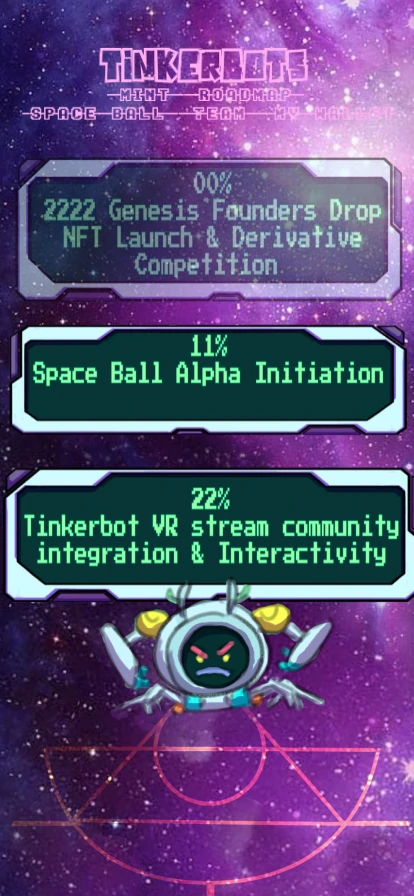 TINKERBOTS
MINT ROADMAP
SPACE BALL TEAM MY WALLET
00%
2222 Genesis Founders Drop
NFT Launch & Derivative
Competition
11%
Space Ball Alpha Initiation
22%
Tinkerbot VR stream community
integration & Interactivity